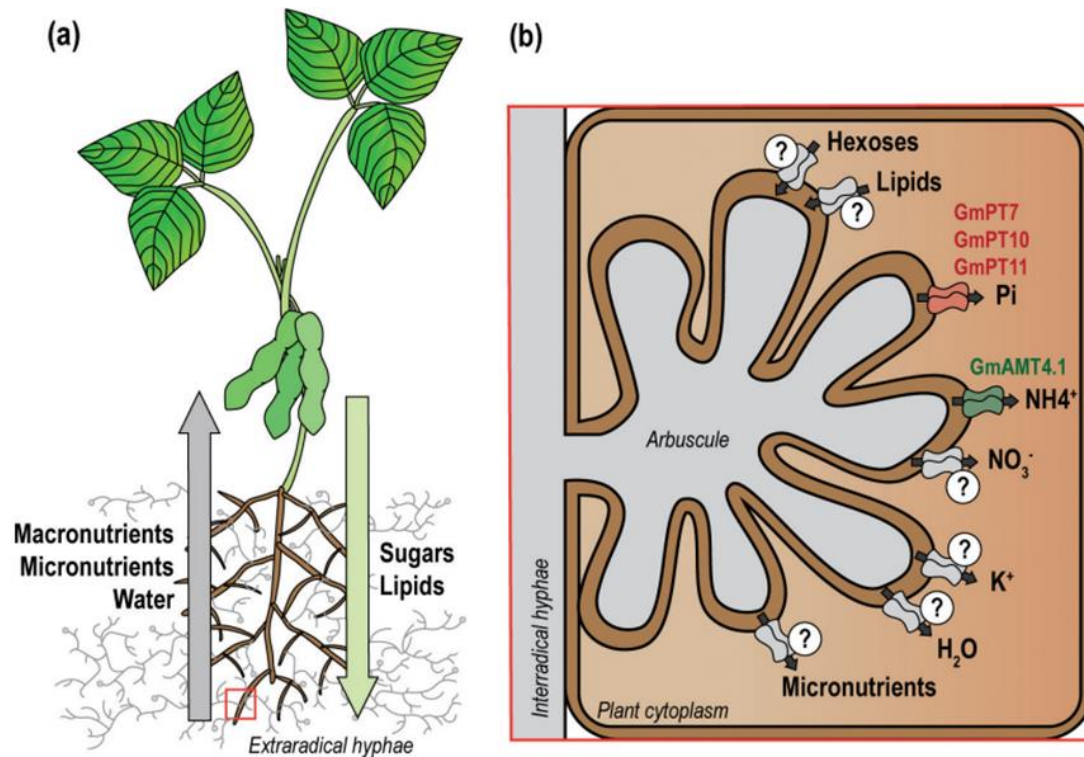 (a)
Macronutrients
Micronutrients
Water
Sugars
Lipids
Extraradical hyphae
(b)
Interradical hyphae
? Hexoses
Lipids
?
GmPT7
GmPT10
GmPT11
Pi
GmAMT4.1
NH4⁺
Arbuscule
NO₃⁻
?
?
K⁺
?
H₂O
?
Micronutrients
Plant cytoplasm